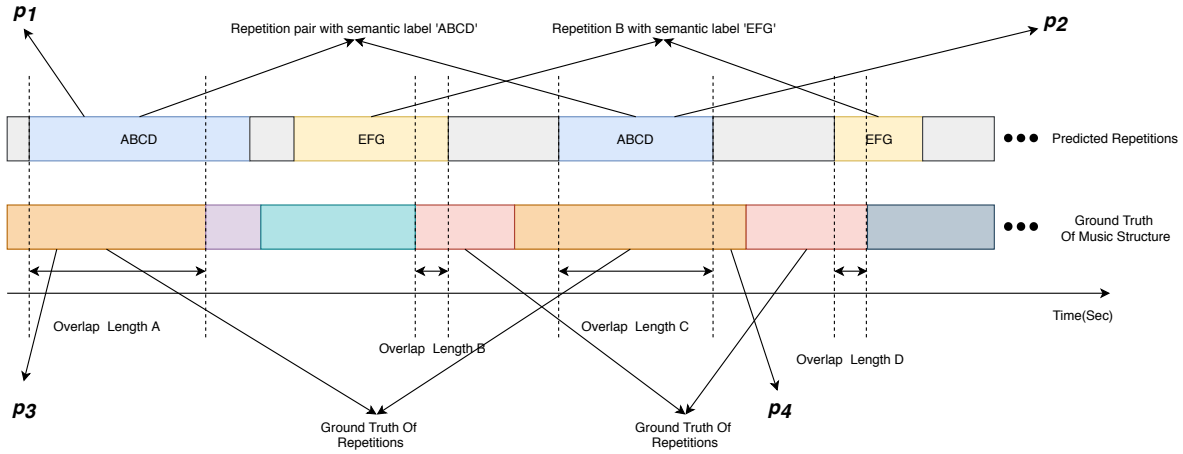 p1
Repetition pair with semantic label 'ABCD'
Repetition B with semantic label 'EFG'
p2
ABCD
EFG
ABCD
EFG
Predicted Repetitions
Ground Truth
Of Music Structure
Time(Sec)
Overlap Length A
Overlap Length B
Overlap Length C
Overlap Length D
p3
p4
Ground Truth Of
Repetitions
Ground Truth Of
Repetitions